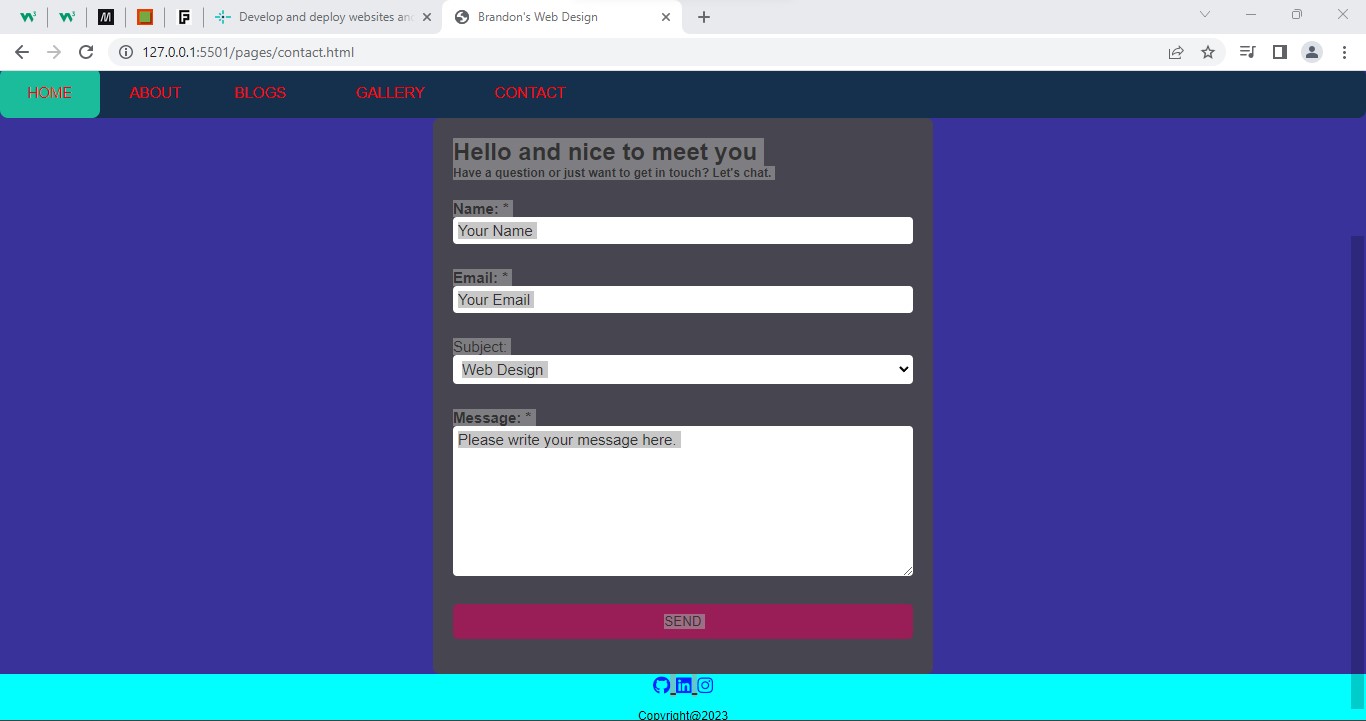 Develop and deploy websites and
Brandon's Web Design
127.0.0.1:5501/pages/contact.html
HOME ABOUT BLOGS GALLERY CONTACT
Hello and nice to meet you
Have a question or just want to get in touch? Let's chat.
Name: *
Your Name
Email: *
Your Email
Subject:
Web Design
Message: *
Please write your message here.
SEND
Copyright@2023